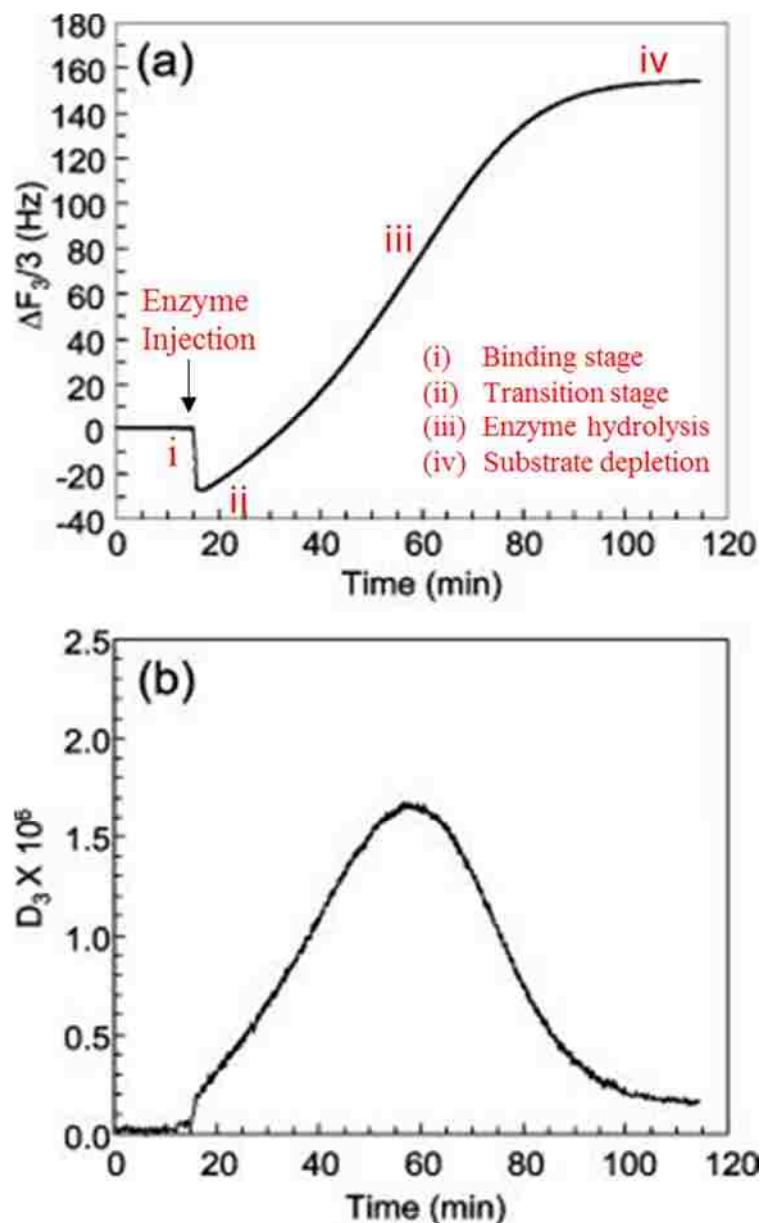 (a)
180
160
140
120
100
80
60
40
20
0
-20
-40
ΔF3/3 (Hz)
iv
iii
Enzyme
Injection
i
ii
(i) Binding stage
(ii) Transition stage
(iii) Enzyme hydrolysis
(iv) Substrate depletion
0 20 40 60 80 100 120
Time (min)
(b)
2.5
2.0
1.5
1.0
0.5
0.0
D3 X 10⁶
0 20 40 60 80 100 120
Time (min)